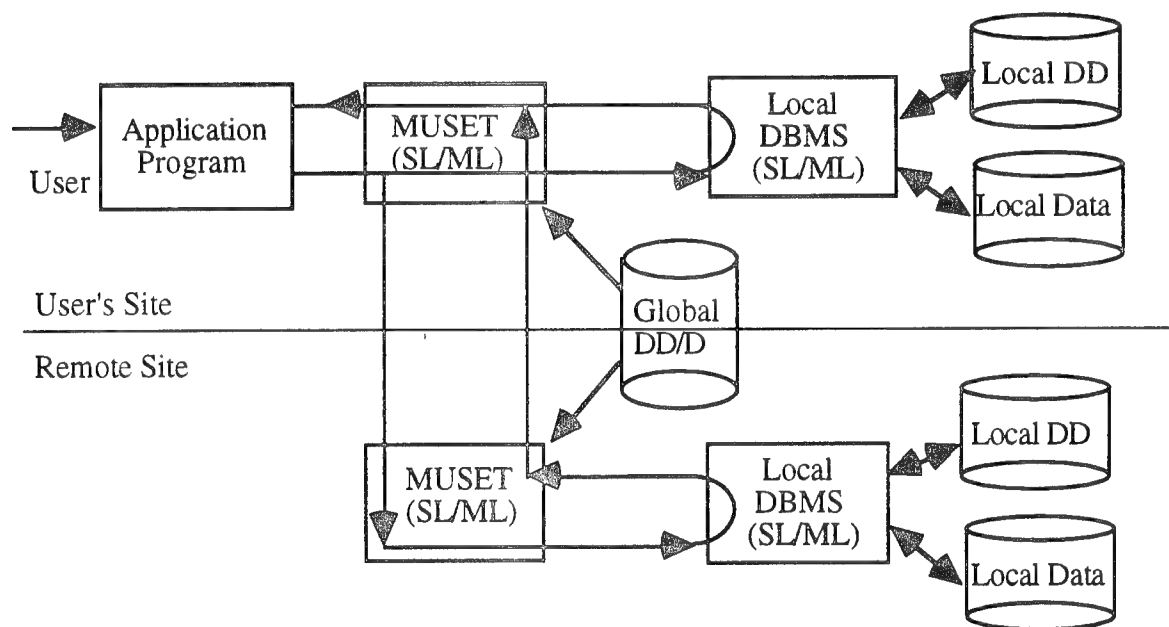 Application
Program
User
MUSET
(SL/ML)
Local
DBMS
(SL/ML)
Local DD
Local Data
User's Site
Global
DD/D
Remote Site
MUSET
(SL/ML)
Local
DBMS
(SL/ML)
Local DD
Local Data